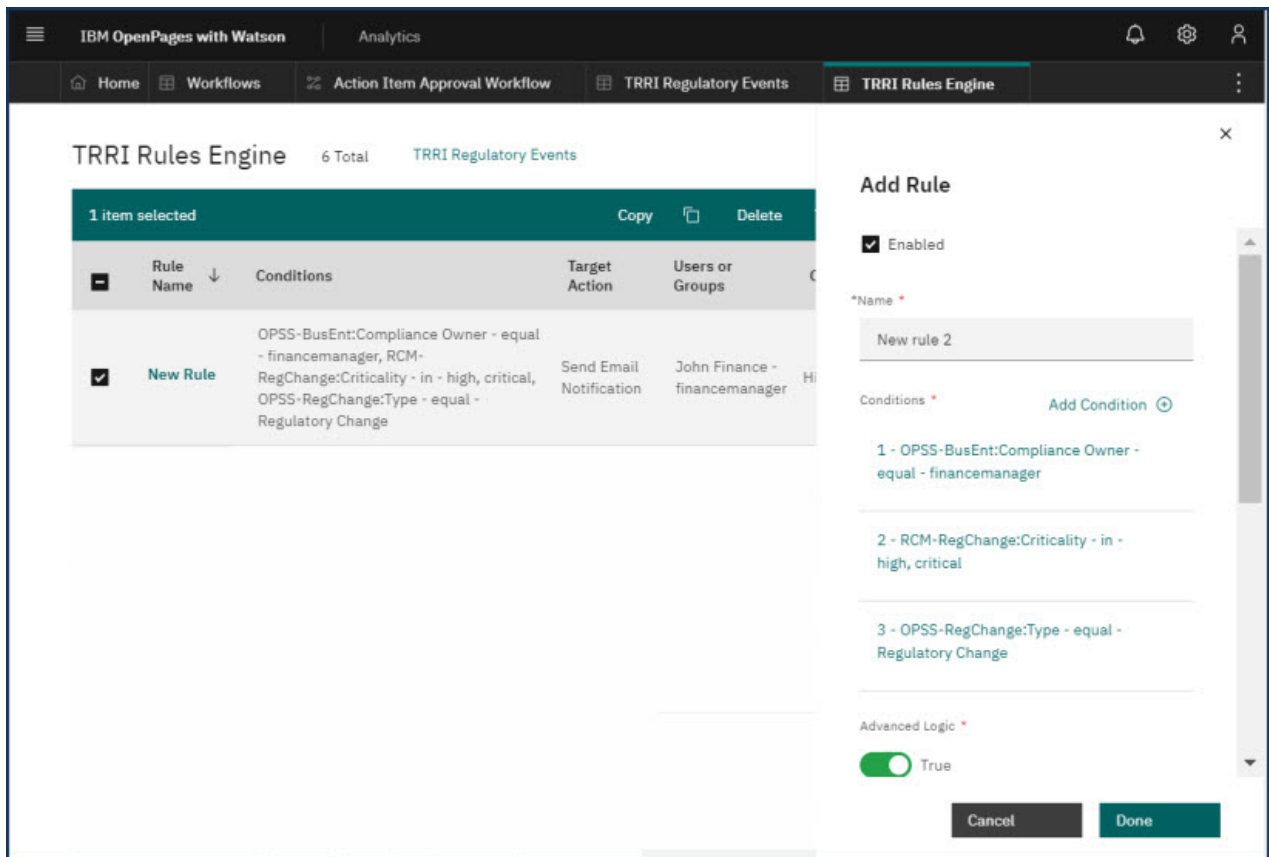 IBM OpenPages with Watson
Analytics
Home
Workflows
Action Item Approval Workflow
TRRI Regulatory Events
TRRI Rules Engine
TRRI Rules Engine
6 Total
TRRI Regulatory Events
1 item selected
Copy
Delete
Rule
Name
Conditions
Target
Action
Users or
Groups
New Rule
OPSS-BusEnt:Compliance Owner - equal
- financemanager, RCM-
RegChange:Criticality - in - high, critical,
OPSS-RegChange:Type - equal -
Regulatory Change
Send Email
Notification
John Finance -
financemanager
Hi
Add Rule
Enabled
*Name *
New rule 2
Conditions *
Add Condition
1 - OPSS-BusEnt:Compliance Owner -
equal - financemanager
2 - RCM-RegChange:Criticality - in -
high, critical
3 - OPSS-RegChange:Type - equal -
Regulatory Change
Advanced Logic *
True
Cancel
Done